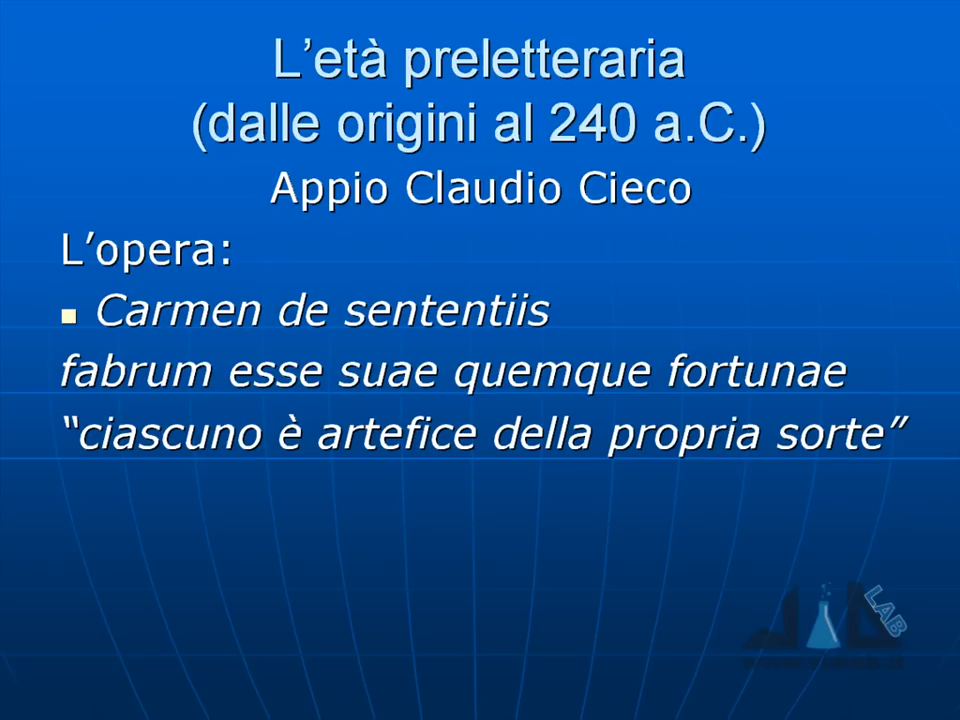 L’età preletteraria
(dalle origini al 240 a.C.)
Appio Claudio Cieco
L’opera:
Carmen de sententiis
fabrum esse suae quemque fortunae
“ciascuno è artefice della propria sorte”
LAB